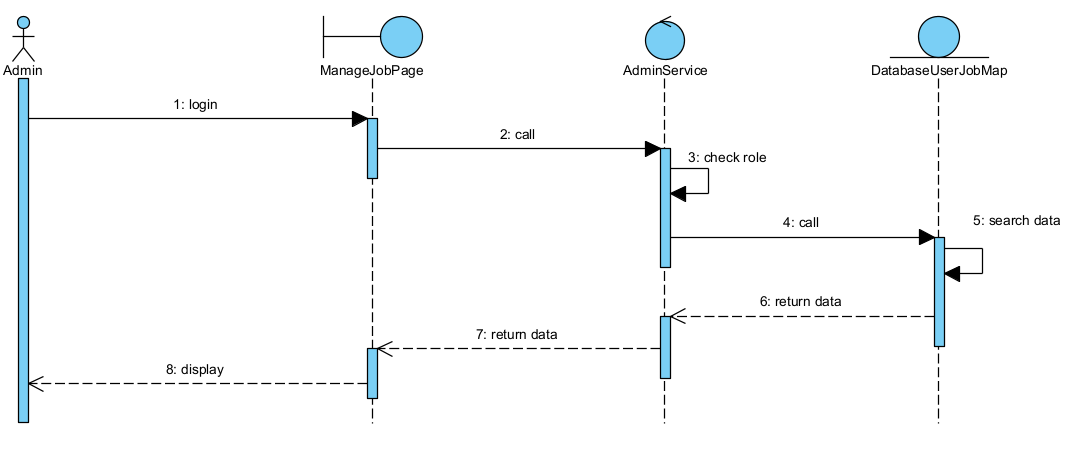 Admin
ManageJobPage
AdminService
DatabaseUserJobMap
1: login
2: call
3: check role
4: call
5: search data
6: return data
7: return data
8: display